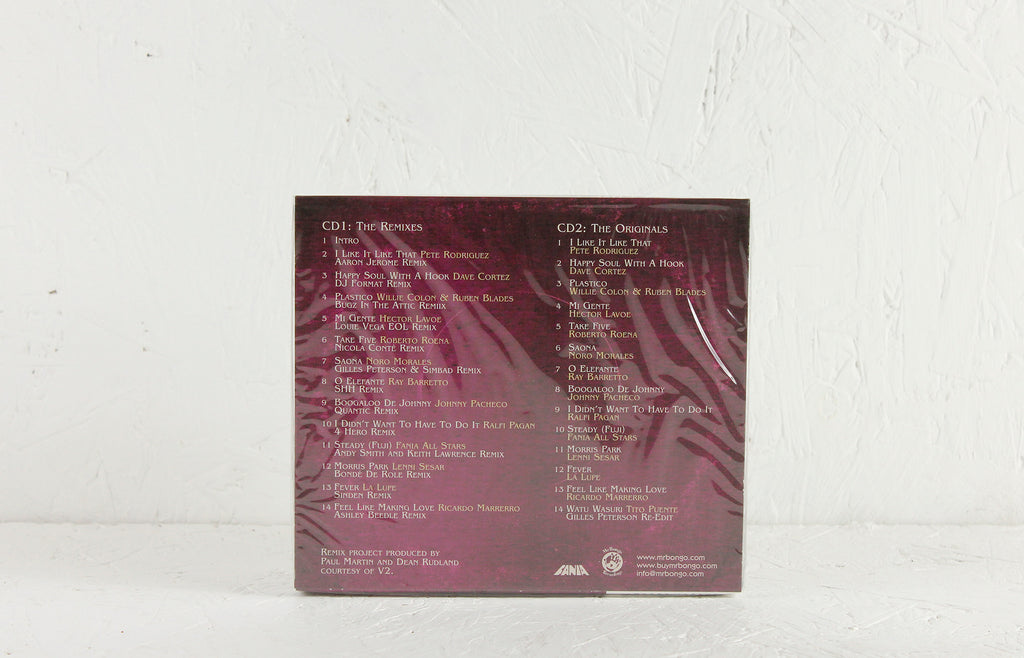 CD1: The Remixes
1 Intro
2 I Like It Like That Pete Rodriguez
Aaron Jerome Remix
3 Happy Soul With A Hook Dave Cortez
DJ Format Remix
4 Plastico Willie Colon & Ruben Blades
Bugz In The Attic Remiix
5 Mi Gente Hector Lavoe
Louie Vega EOL Remix
6 Take Five Roberto Roena
Nicola Conte Remix
7 Saona Noro Morales
Gilles Peterson & Simbad Remix
8 O Elefante Ray Barretto
SHH Remix
9 Boogaloo De Johnny Johnny Pacheco
Quantic Remix
10 I Didn't Want To Have To Do It Ralfi Pagan
4 Hero Remix
11 Steady (Fuji) Fania All Stars
Andy Smith and Keith Lawrence Remix
12 Morris Park Lenni Sesar
Bonde De Role Remix
13 Fever La Lupe
Sinden Remix
14 Feel Like Making Love Ricardo Marrerro
Ashley Beedle Remix
Remix project produced by
Paul Martin and Dean Rudland
courtesy of V2.
CD2: The Originals
1 I Like It Like That
Pete Rodriguez
2 Happy Soul With A Hook
Dave Cortez
3 Plastico
Willie Colon & Ruben Blades
4 Mi Gente
Hector Lavoe
5 Take Five
Roberto Roena
6 Saona
Noro Morales
7 O Elefante
Ray Barretto
8 Boogaloo De Johnny
Johnny Pacheco
9 I Didn't Want To Have To Do It
Ralfi Pagan
10 Steady (Fuji)
Fania All Stars
11 Morris Park
Lenni Sesar
12 Fever
La Lupe
13 Feel Like Making Love
Ricardo Marrerro
14 Watu Wasuri Tito Puente
Gilles Peterson Re-Edit
FANIA
Mr Bongo
www.mrbongo.com
www.buymrbongo.com
info@mrbongo.com